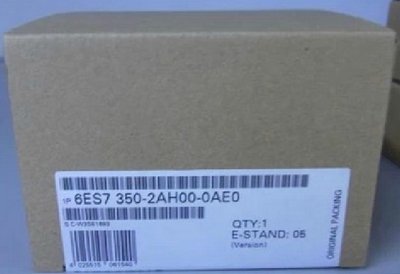 1P 6ES7 350-2AH00-0AE0
QTY:1
E-STAND: 05
(Version)
ORIGINAL PACKING